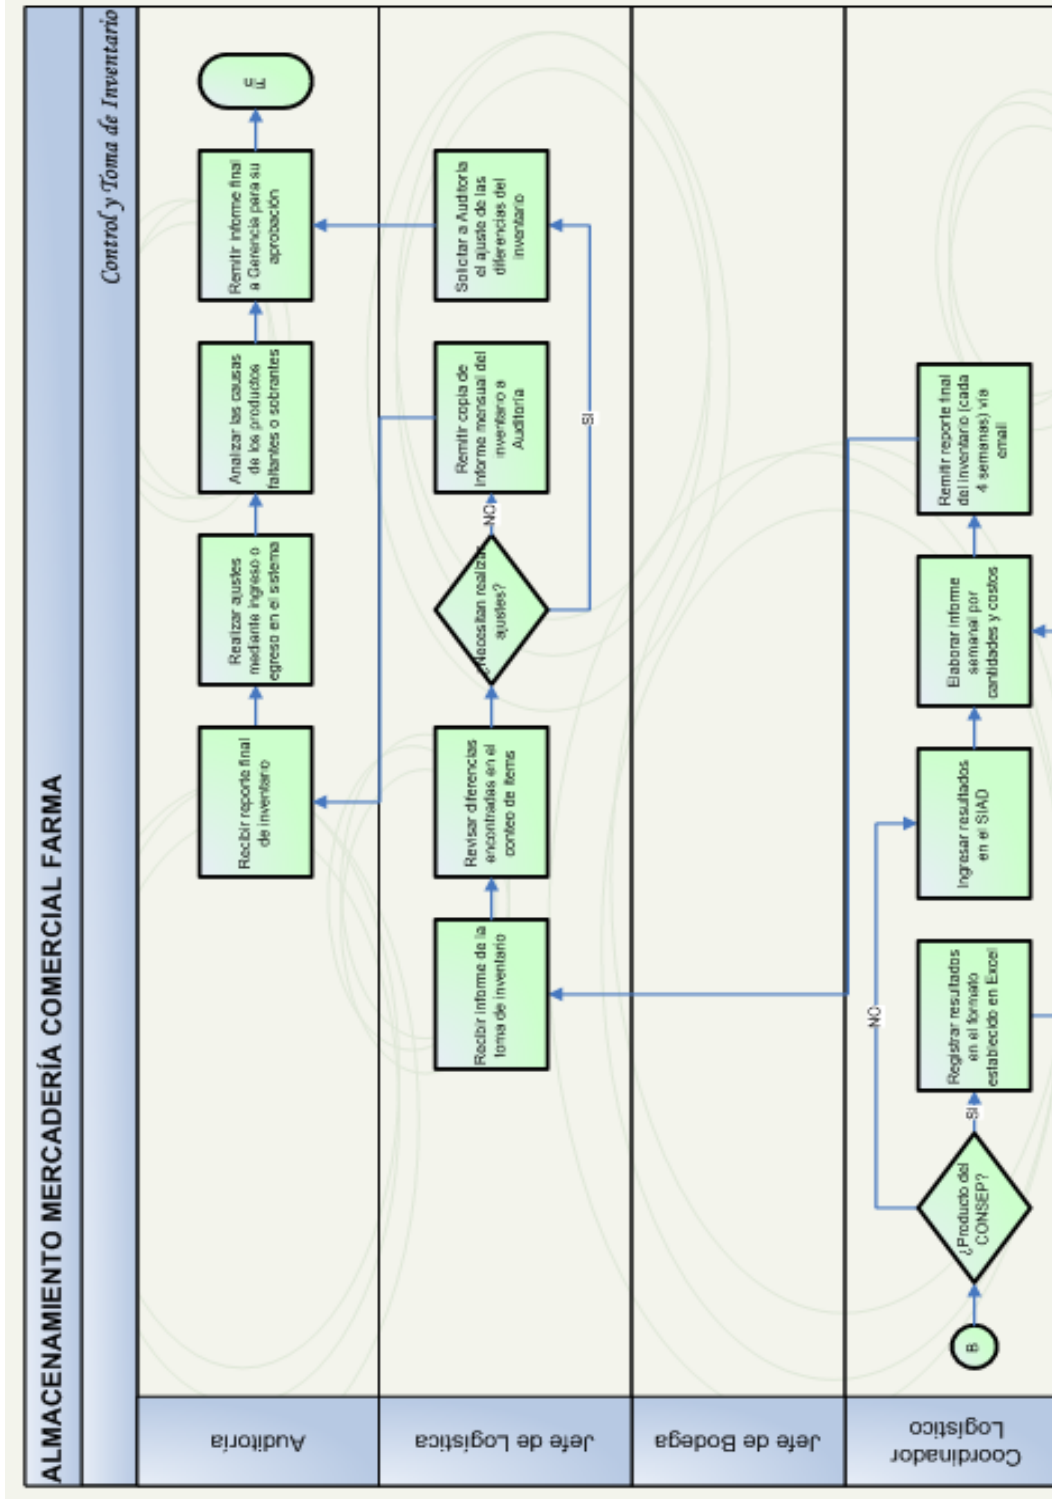 ALMACENAMIENTO MERCADERÍA COMERCIAL FARMA
Control y Toma de Inventario
Auditoría
Recibir reporte final
de inventario
Realizar ajustes
mediante ingreso o
egreso en el sistema
Analizar las causas
de los productos
faltantes o sobrantes
Remitir informe final
a Gerencia para su
aprobación
Jefe de Logística
Recibir informe de la
toma de inventario
Revisar diferencias
encontradas en el
conteo de ítems
¿Necesitan realizar
ajustes?
NO
SI
Remitir copia de
informe mensual del
inventario a
Auditoría
Solicitar a Auditoría
el ajuste de las
diferencias del
inventario
Jefe de Bodega
Coordinador
Logístico
B
¿Producto del
CONSEP?
SI
NO
Registrar resultados
en el formato
establecido en Excel
Ingresar resultados
en el SIAD
Elaborar informe
semanal por
cantidades y costos
Remitir reporte final
del inventario (cada
4 semanas) vía
email